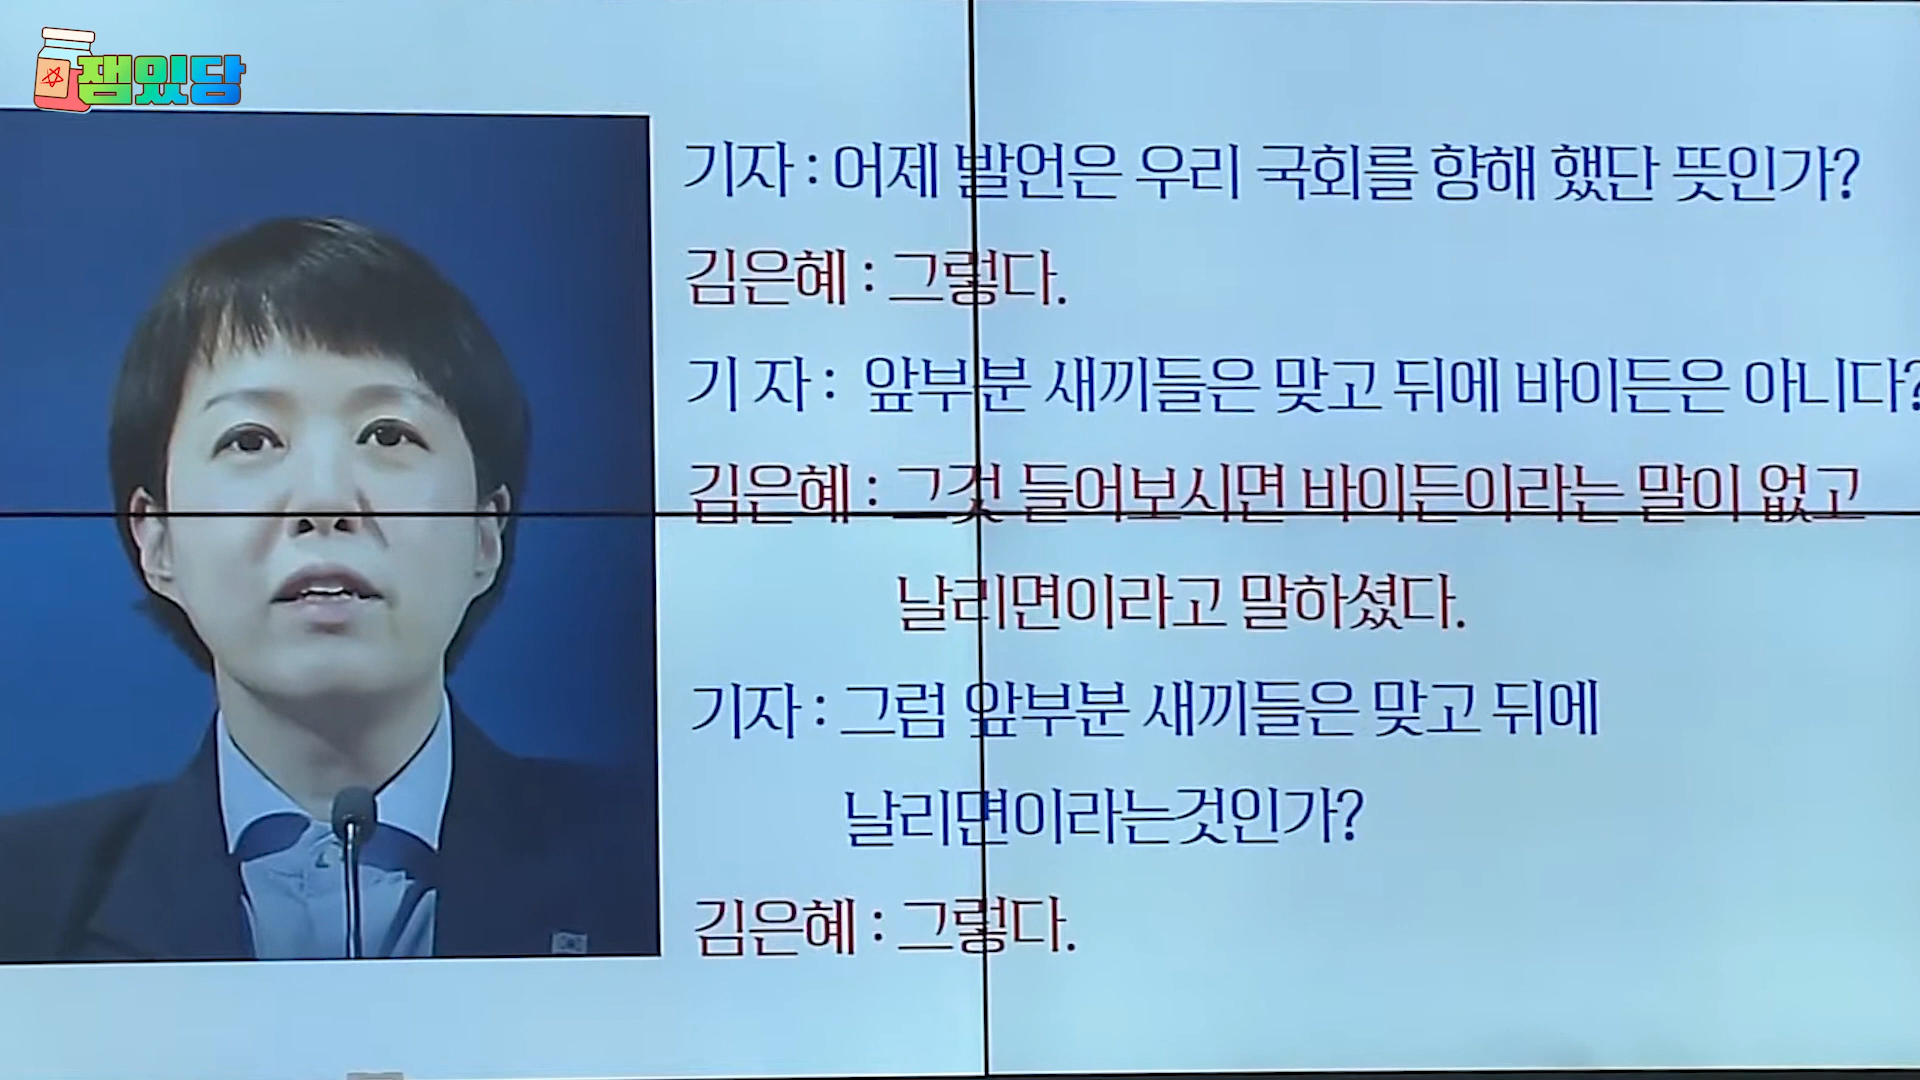 잼있담
기자 : 어제 발언은 우리 국회를 향해 했단 뜻인가?
김은혜 : 그렇다.
기 자 : 앞부분 새끼들은 맞고 뒤에 바이든은 아니다?
김은혜 : 그것 들어보시면 바이든이라는 말이 없고
날리면이라고 말하셨다.
기자 : 그럼 앞부분 새끼들은 맞고 뒤에
날리면이라는것인가?
김은혜 : 그렇다.